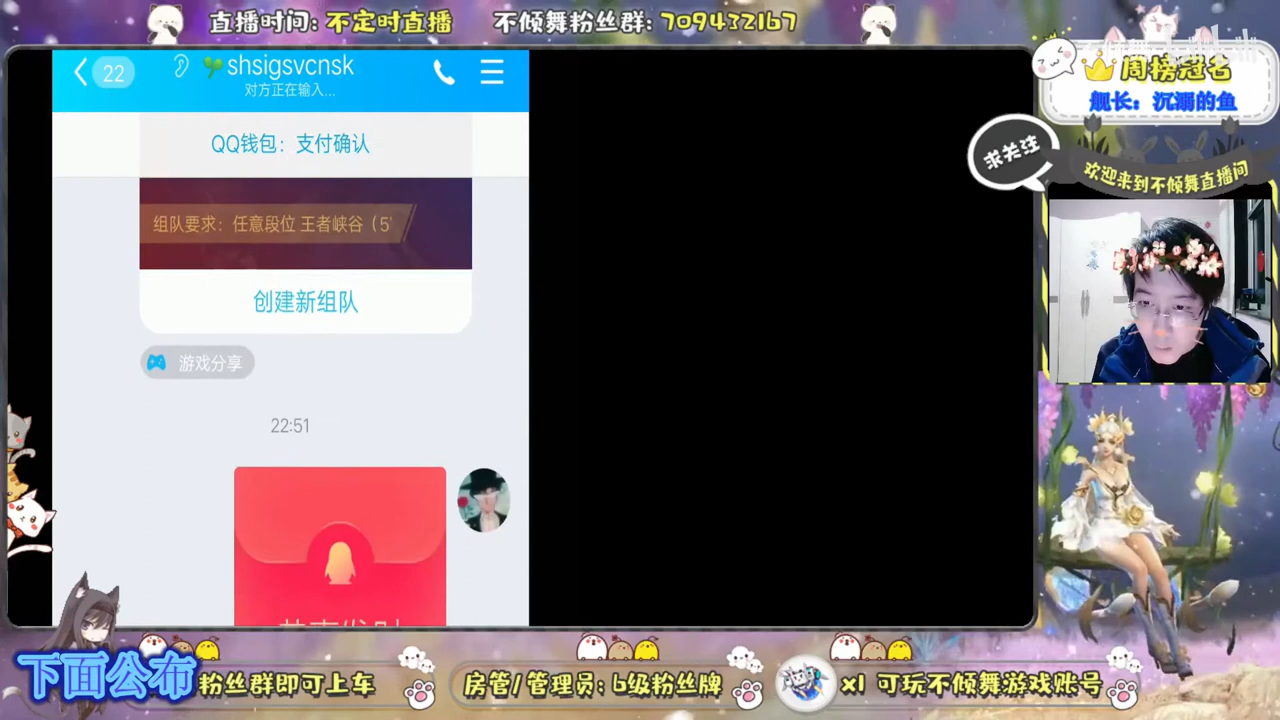 直播时间: 不定时直播
不倾舞粉丝群: 709432167
周榜冠名
舰长: 沉溺的鱼
求关注
欢迎来到不倾舞直播间
22
shsigsvcnsk
对方正在输入...
QQ钱包: 支付确认
组队要求: 任意段位 王者峡谷 (5
创建新组队
游戏分享
22:51
下面公布
粉丝群即可上车
房管/管理员: b级粉丝牌
x1 可玩不倾舞游戏账号